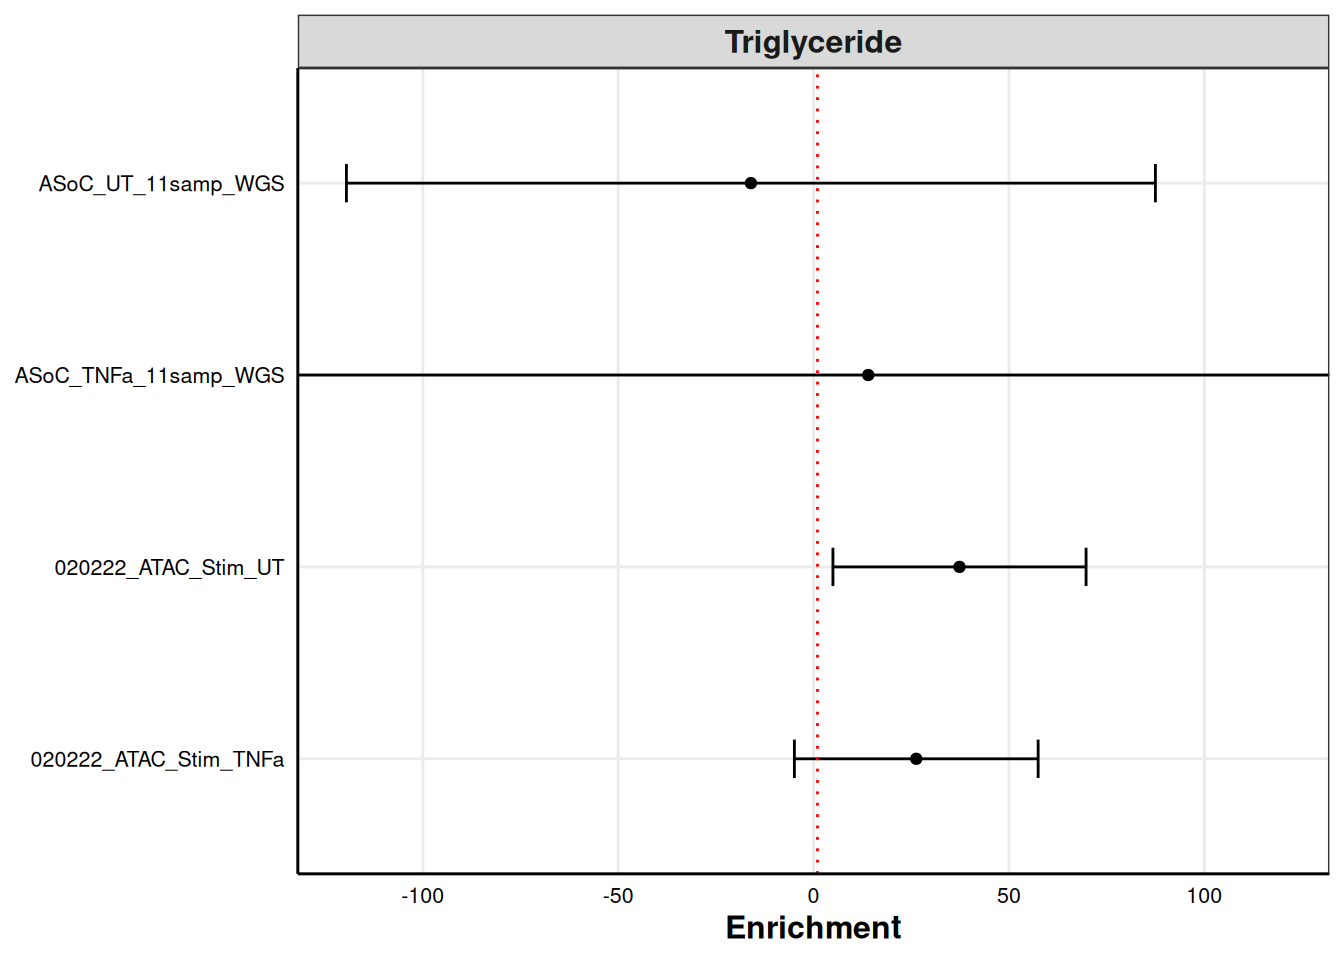 Triglyceride
ASoC_UT_11samp_WGS
ASoC_TNFa_11samp_WGS
020222_ATAC_Stim_UT
020222_ATAC_Stim_TNFa
-100 -50 0 50 100
Enrichment